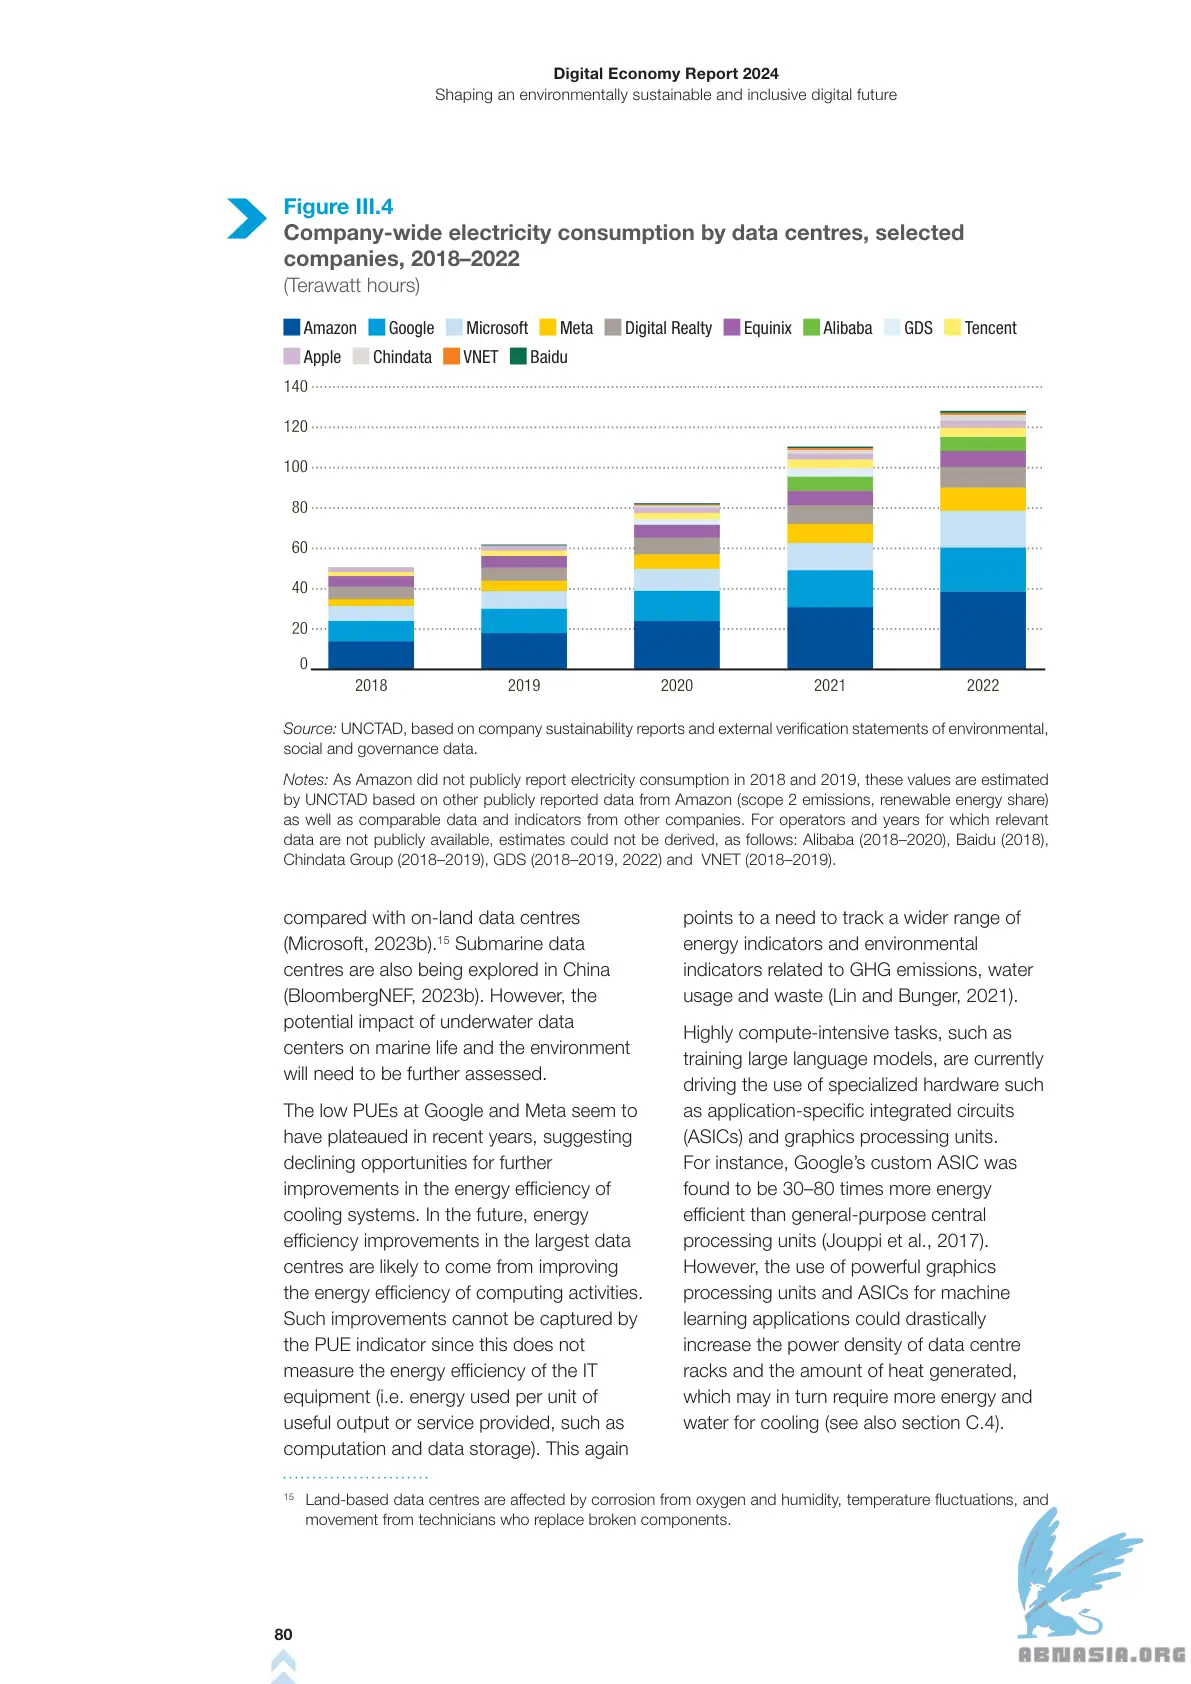 Digital Economy Report 2024
Shaping an environmentally sustainable and inclusive digital future
Figure III.4
Company-wide electricity consumption by data centres, selected
companies, 2018–2022
(Terawatt hours)
Amazon Google Microsoft Meta Digital Realty Equinix Alibaba GDS Tencent
Apple Chindata VNET Baidu
140
120
100
80
60
40
20
0
2018 2019 2020 2021 2022
Source: UNCTAD, based on company sustainability reports and external verification statements of environmental,
social and governance data.
Notes: As Amazon did not publicly report electricity consumption in 2018 and 2019, these values are estimated
by UNCTAD based on other publicly reported data from Amazon (scope 2 emissions, renewable energy share)
as well as comparable data and indicators from other companies. For operators and years for which relevant
data are not publicly available, estimates could not be derived, as follows: Alibaba (2018–2020), Baidu (2018),
Chindata Group (2018–2019), GDS (2018–2019, 2022) and VNET (2018–2019).
compared with on-land data centres
(Microsoft, 2023b).15 Submarine data
centres are also being explored in China
(BloombergNEF, 2023b). However, the
potential impact of underwater data
centers on marine life and the environment
will need to be further assessed.
The low PUEs at Google and Meta seem to
have plateaued in recent years, suggesting
declining opportunities for further
improvements in the energy efficiency of
cooling systems. In the future, energy
efficiency improvements in the largest data
centres are likely to come from improving
the energy efficiency of computing activities.
Such improvements cannot be captured by
the PUE indicator since this does not
measure the energy efficiency of the IT
equipment (i.e. energy used per unit of
useful output or service provided, such as
computation and data storage). This again
points to a need to track a wider range of
energy indicators and environmental
indicators related to GHG emissions, water
usage and waste (Lin and Bunger, 2021).
Highly compute-intensive tasks, such as
training large language models, are currently
driving the use of specialized hardware such
as application-specific integrated circuits
(ASICs) and graphics processing units.
For instance, Google's custom ASIC was
found to be 30–80 times more energy
efficient than general-purpose central
processing units (Jouppi et al., 2017).
However, the use of powerful graphics
processing units and ASICs for machine
learning applications could drastically
increase the power density of data centre
racks and the amount of heat generated,
which may in turn require more energy and
water for cooling (see also section C.4).
15 Land-based data centres are affected by corrosion from oxygen and humidity, temperature fluctuations, and
movement from technicians who replace broken components.
80
ABNASIA.ORG